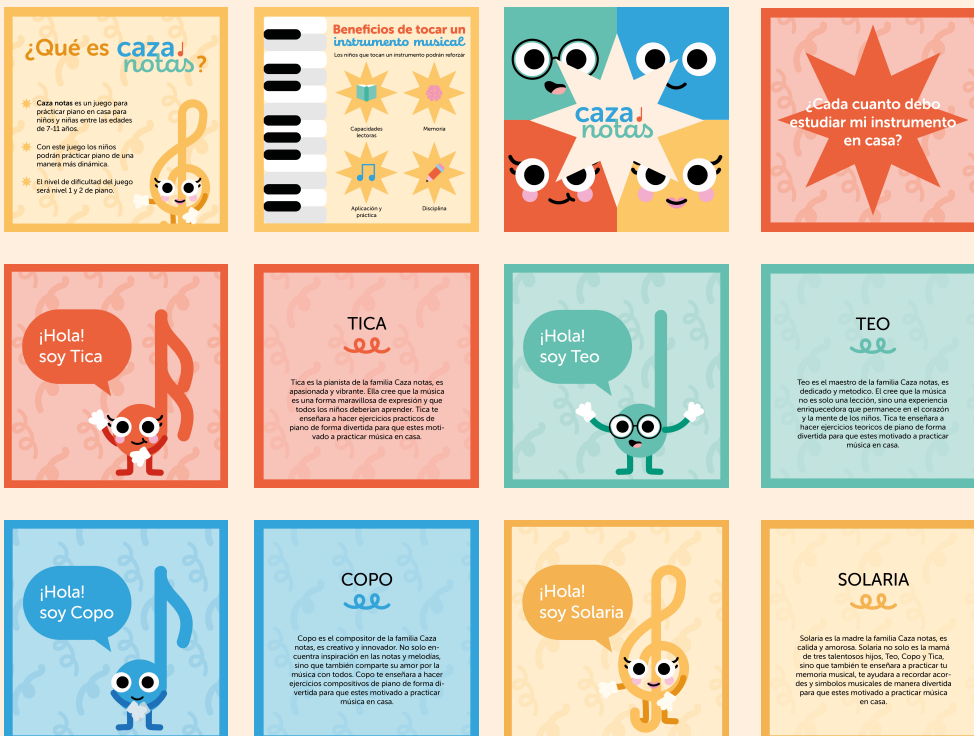 ¿Qué es caza
notas?
Caza notas es un juego para
prácticar piano en casa para
niños y niñas entre las edades
de 7-11 años.
Con este juego los niños
podrán prácticar piano de una
manera más dinámica.
El nivel de dificultad del juego
será nivel 1 y 2 de piano.
Beneficios de tocar un
instrumento musical
Los niños que tocan un instrumento podrán reforzar
Capacidades
lectoras
Memoria
Aplicación y
práctica
Disciplina
caza
notas
¿Cada cuanto debo
estudiar mi instrumento
en casa?
¡Hola!
soy Tica
TICA
Tica es la pianista de la familia Caza notas, es
apasionada y vibrante. Ella cree que la música
es una forma maravillosa de expresión y que
todos los niños deberian aprender. Tica te
enseñara a hacer ejercicios practicos de
piano de forma divertida para que estes moti-
vado a practicar música en casa.
¡Hola!
soy Teo
TEO
Teo es el maestro de la familia Caza notas, es
dedicado y metodico. El cree que la música
no es solo una lección, sino una experiencia
enriquecedora que permanece en el corazón
y la mente de los niños. Tica te enseñara a
hacer ejercicios teoricos de piano de forma
divertida para que estes motivado a practicar
música en casa.
¡Hola!
soy Copo
COPO
Copo es el compositor de la familia Caza
notas, es creativo y innovador. No solo en-
cuentra inspiración en las notas y melodías,
sino que también comparte su amor por la
música con todos. Copo te enseñara a hacer
ejercicios compositivos de piano de forma di-
vertida para que estes motivado a practicar
música en casa.
¡Hola!
soy Solaria
SOLARIA
Solaria es la madre la familia Caza notas, es
calida y amorosa. Solaria no solo es la mamá
de tres talentosos hijos, Teo, Copo y Tica,
sino que también te enseñara a practicar tu
memoria musical, te ayudara a recordar acor-
des y simbolos musicales de manera divertida
para que estes motivado a practicar música
en casa.